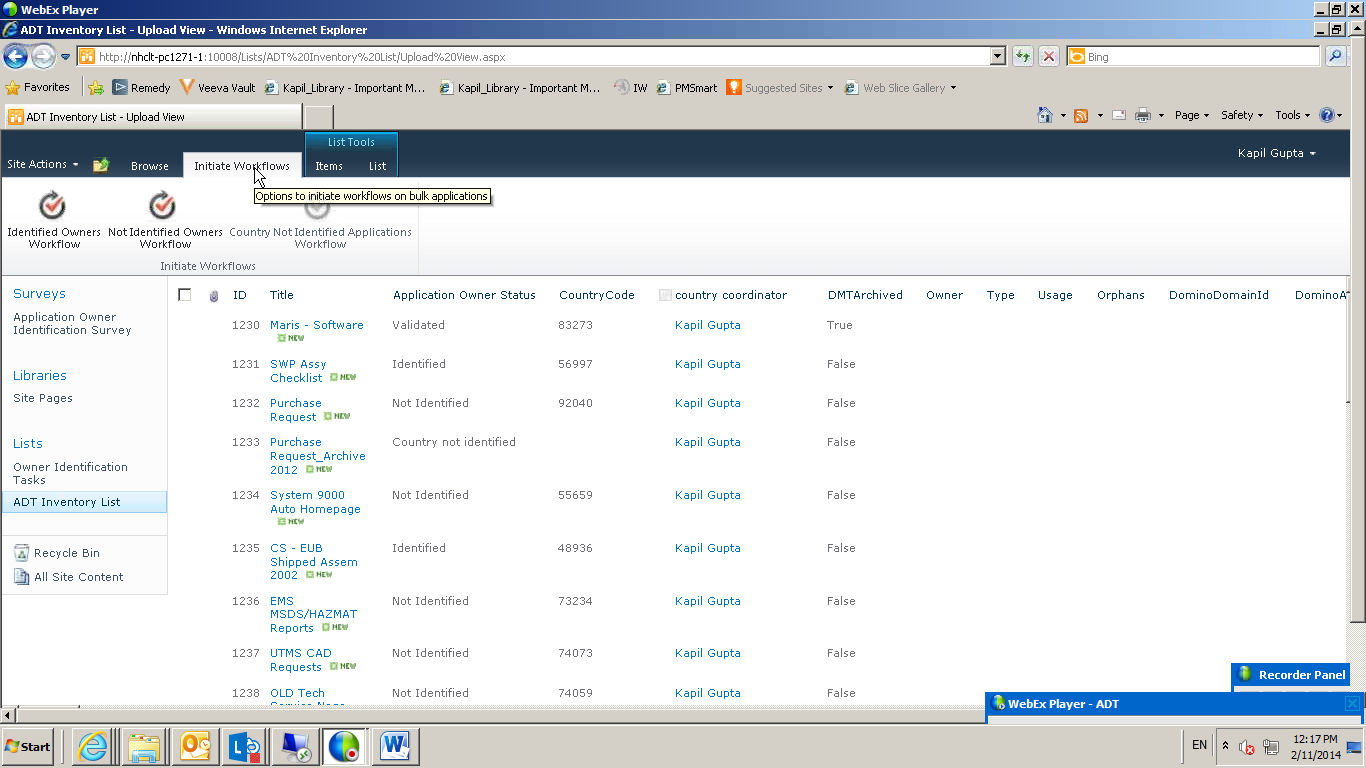 WebEx Player
ADT Inventory List - Upload View - Windows Internet Explorer
http://nhclt-pc1271-1:10008/Lists/ADT%20Inventory%20List/Upload%20View.aspx
Bing
Favorites
Remedy
Veeva Vault
Kapil_Library - Important M...
Kapil_Library - Important M...
IW
PMSmart
Suggested Sites
Web Slice Gallery
ADT Inventory List - Upload View
Page
Safety
Tools
List Tools
Site Actions
Browse
Initiate Workflows
Items
List
Kapil Gupta
Options to initiate workflows on bulk applications
Identified Owners Workflow
Not Identified Owners Workflow
Country Not Identified Applications Workflow
Initiate Workflows
Surveys
Application Owner
Identification Survey
Libraries
Site Pages
Lists
Owner Identification
Tasks
ADT Inventory List
Recycle Bin
All Site Content
ID Title Application Owner Status CountryCode country coordinator DMTArchived Owner Type Usage Orphans DominoDomainId
1230 Maris - Software NEW Validated 83273 Kapil Gupta True
1231 SWP Assy Checklist NEW Identified 56997 Kapil Gupta False
1232 Purchase Request NEW Not Identified 92040 Kapil Gupta False
1233 Purchase Request_Archive 2012 NEW Country not identified Kapil Gupta False
1234 System 9000 Auto Homepage NEW Not Identified 55659 Kapil Gupta False
1235 CS - EUB Shipped Assem 2002 NEW Identified 48936 Kapil Gupta False
1236 EMS MSDS/HAZMAT Reports NEW Not Identified 73234 Kapil Gupta False
1237 UTMS CAD Requests NEW Not Identified 74073 Kapil Gupta False
1238 OLD Tech Not Identified 74059 Kapil Gupta False
Recorder Panel
WebEx Player - ADT
Start
EN
12:17 PM
2/11/2014